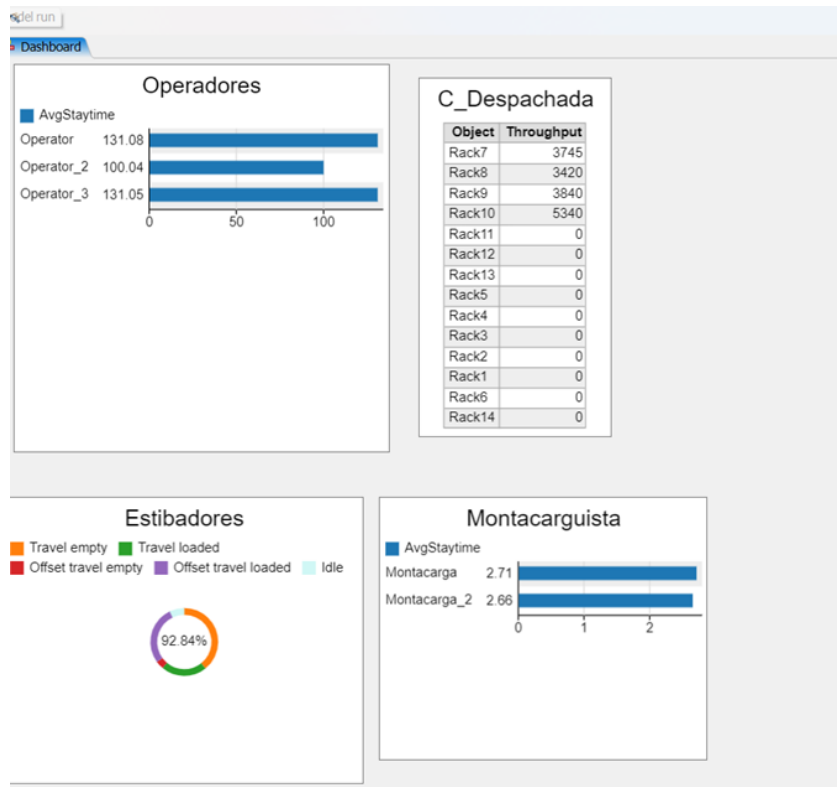 del run
Dashboard
Operadores
AvgStaytime
Operator 131.08
Operator_2 100.04
Operator_3 131.05
0 50 100
C_Despachada
Object Throughput
Rack7 3745
Rack8 3420
Rack9 3840
Rack10 5340
Rack11 0
Rack12 0
Rack13 0
Rack5 0
Rack4 0
Rack3 0
Rack2 0
Rack1 0
Rack6 0
Rack14 0
Estibadores
Travel empty Travel loaded
Offset travel empty Offset travel loaded Idle
92.84%
Montacarguista
AvgStaytime
Montacarga 2.71
Montacarga_2 2.66
0 1 2